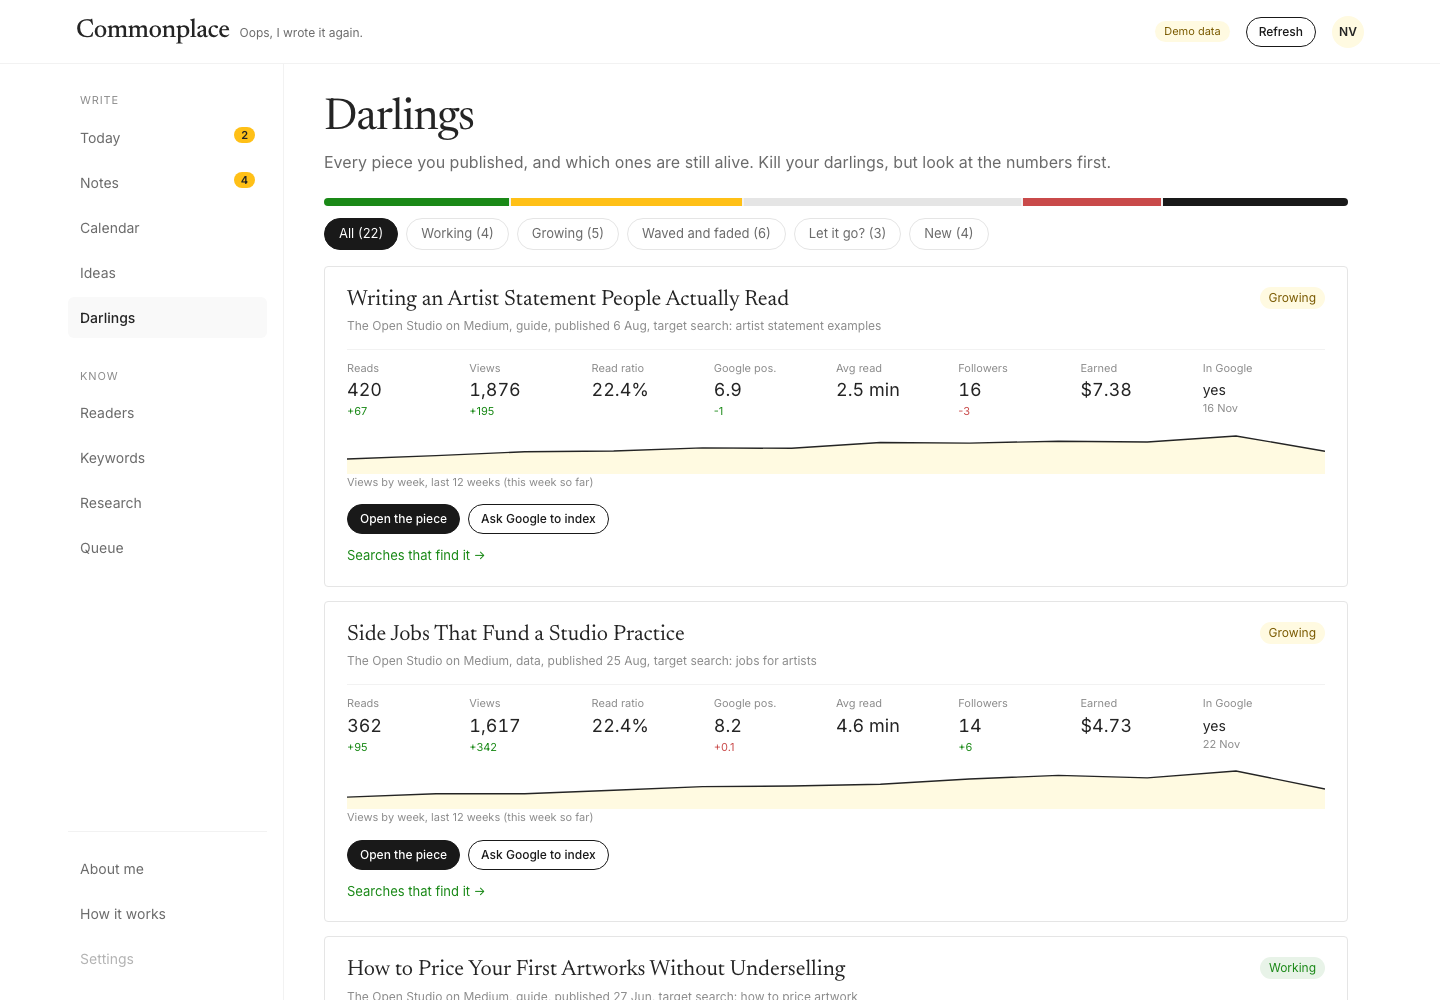 Commonplace Oops, I wrote it again.
Demo data Refresh NV
WRITE
Today 2
Notes 4
Calendar
Ideas
Darlings
KNOW
Readers
Keywords
Research
Queue
About me
How it works
Settings
Darlings
Every piece you published, and which ones are still alive. Kill your darlings, but look at the numbers first.
All (22) Working (4) Growing (5) Waved and faded (6) Let it go? (3) New (4)
Writing an Artist Statement People Actually Read Growing
The Open Studio on Medium, guide, published 6 Aug, target search: artist statement examples
Reads Views Read ratio Google pos. Avg read Followers Earned In Google
420 1,876 22.4% 6.9 2.5 min 16 $7.38 yes
+67 +195 -1 -3 16 Nov
Views by week, last 12 weeks (this week so far)
Open the piece Ask Google to index
Searches that find it →
Side Jobs That Fund a Studio Practice Growing
The Open Studio on Medium, data, published 25 Aug, target search: jobs for artists
Reads Views Read ratio Google pos. Avg read Followers Earned In Google
362 1,617 22.4% 8.2 4.6 min 14 $4.73 yes
+95 +342 +0.1 +6 22 Nov
Views by week, last 12 weeks (this week so far)
Open the piece Ask Google to index
Searches that find it →
How to Price Your First Artworks Without Underselling Working
The Open Studio on Medium, guide, published 27 Jun, target search: how to price artwork